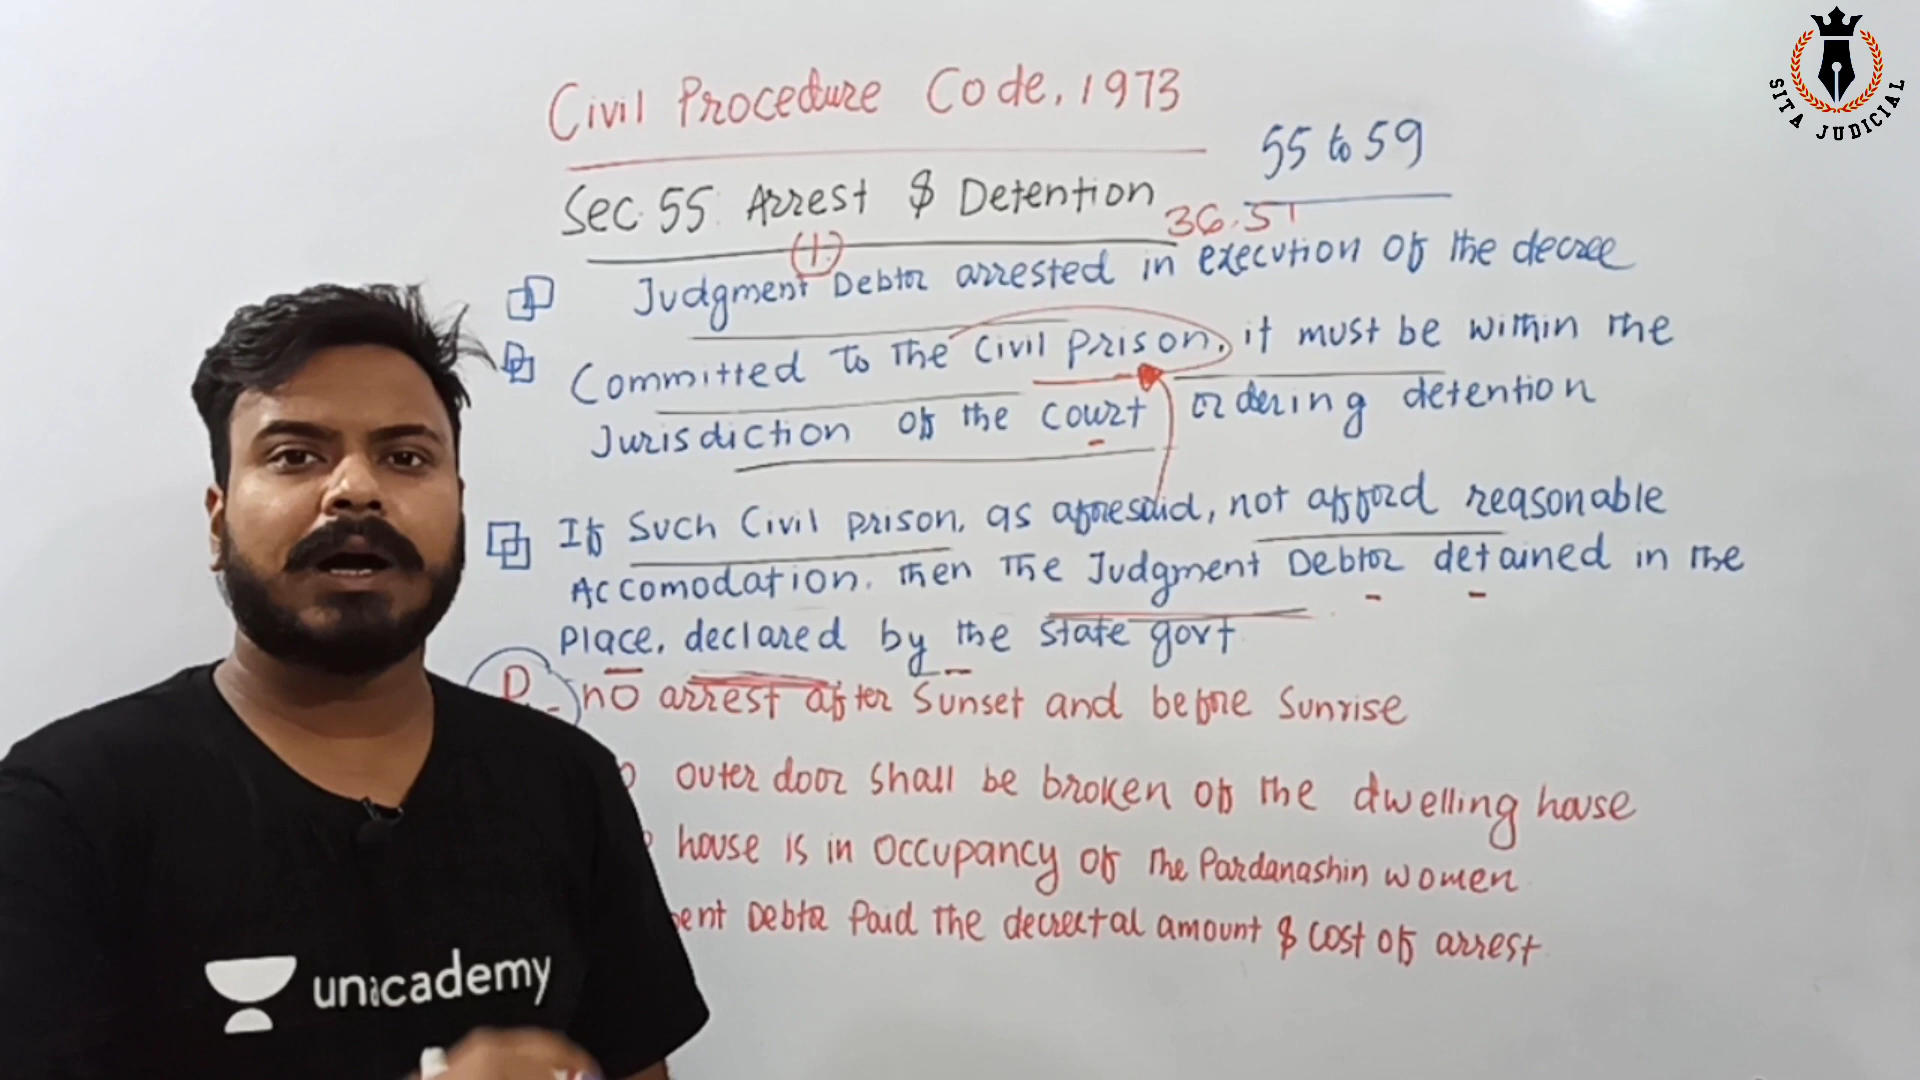 Civil Procedure Code, 1973
55 to 59
Sec. 55 Arrest & Detention
36.51
(1)
Judgment Debtor arrested in execution of the decree
Committed to the civil prison, it must be within the
Jurisdiction of the court ordering detention
If Such Civil prison, as aforesaid, not afford reasonable
Accomodation, then the Judgment Debtor detained in the
place, declared by the state govt
P no arrest after Sunset and before Sunrise
outer door shall be broken of the dwelling house
house is in occupancy of the Pardanashin women
Debtor Paid the decreetal amount & cost of arrest
unacademy
SITA JUDICIAL